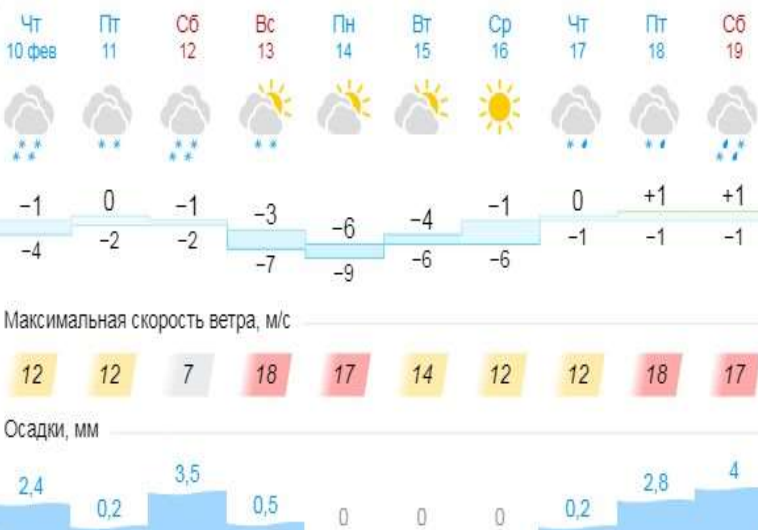 Чт Пт Сб Вс Пн Вт Ср Чт Пт Сб
10 фев 11 12 13 14 15 16 17 18 19
−1 0 −1 −3 −6 −4 −1 0 +1 +1
−4 −2 −2 −7 −9 −6 −6 −1 −1 −1
Максимальная скорость ветра, м/с
12 12 7 18 17 14 12 12 18 17
Осадки, мм
2,4 0,2 3,5 0,5 0 0 0 0,2 2,8 4